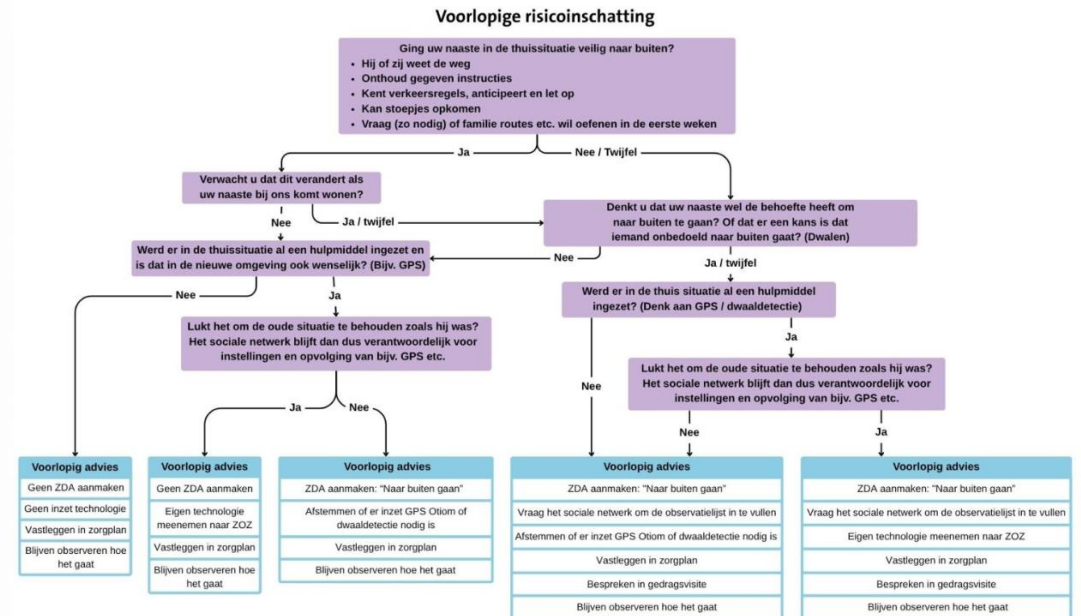 Voorlopige risicoinschatting
Ging uw naaste in de thuissituatie veilig naar buiten?
• Hij of zij weet de weg
• Onthoud gegeven instructies
• Kent verkeersregels, anticipeert en let op
• Kan stoepjes opkomen
• Vraag (zo nodig) of familie routes etc. wil oefenen in de eerste weken
Ja
Nee / Twijfel
Verwacht u dat dit verandert als
uw naaste bij ons komt wonen?
Nee
Ja / twijfel
Denkt u dat uw naaste wel de behoefte heeft om
naar buiten te gaan? Of dat er een kans is dat
iemand onbedoeld naar buiten gaat? (Dwalen)
Werd er in de thuissituatie al een hulpmiddel ingezet en
is dat in de nieuwe omgeving ook wenselijk? (Bijv. GPS)
Nee
Ja / twijfel
Nee
Ja
Werd er in de thuis situatie al een hulpmiddel
ingezet? (Denk aan GPS / dwaaldetectie)
Lukt het om de oude situatie te behouden zoals hij was?
Het sociale netwerk blijft dan dus verantwoordelijk voor
instellingen en opvolging van bijv. GPS etc.
Ja
Nee
Lukt het om de oude situatie te behouden zoals hij was?
Het sociale netwerk blijft dan dus verantwoordelijk voor
instellingen en opvolging van bijv. GPS etc.
Ja
Nee
Nee
Ja
Voorlopig advies
Geen ZDA aanmaken
Geen inzet technologie
Vastleggen in zorgplan
Blijven observeren hoe
het gaat
Voorlopig advies
Geen ZDA aanmaken
Eigen technologie
meenemen naar ZOZ
Vastleggen in zorgplan
Blijven observeren hoe
het gaat
Voorlopig advies
ZDA aanmaken: “Naar buiten gaan”
Afstemmen of er inzet GPS Otiom of
dwaaldetectie nodig is
Vastleggen in zorgplan
Blijven observeren hoe het gaat
Voorlopig advies
ZDA aanmaken: “Naar buiten gaan”
Vraag het sociale netwerk om de observatielijst in te vullen
Afstemmen of er inzet GPS Otiom of dwaaldetectie nodig is
Vastleggen in zorgplan
Bespreken in gedragsvisite
Blijven observeren hoe het gaat
Voorlopig advies
ZDA aanmaken: “Naar buiten gaan”
Vraag het sociale netwerk om de observatielijst in te vullen
Eigen technologie meenemen naar ZOZ
Vastleggen in zorgplan
Bespreken in gedragsvisite
Blijven observeren hoe het gaat